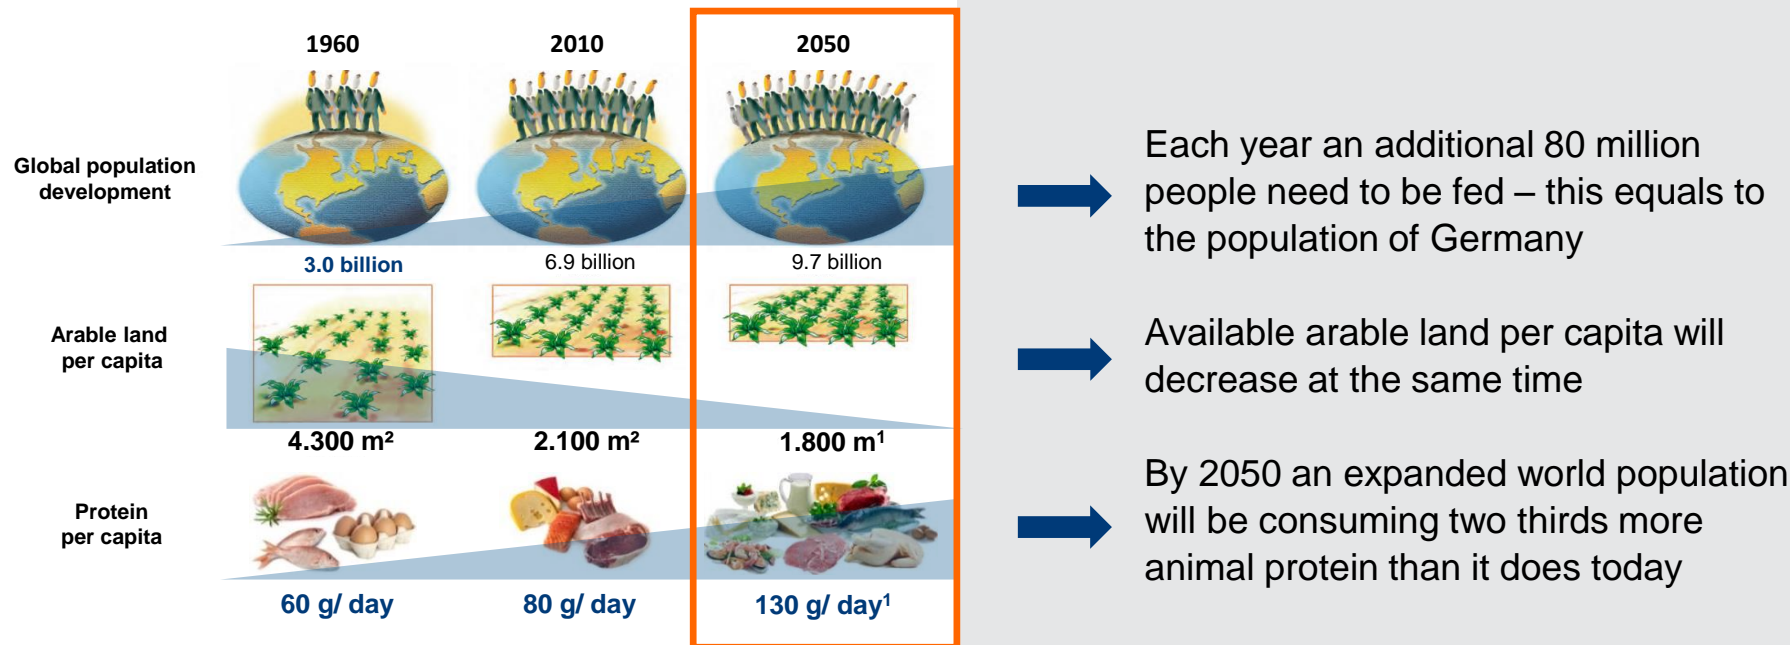 1960 2010 2050
Global population
development
3.0 billion 6.9 billion 9.7 billion
Arable land
per capita
4.300 m² 2.100 m² 1.800 m¹
Protein
per capita
60 g/ day 80 g/ day 130 g/ day¹
Each year an additional 80 million
people need to be fed – this equals to
the population of Germany
Available arable land per capita will
decrease at the same time
By 2050 an expanded world population
will be consuming two thirds more
animal protein than it does today